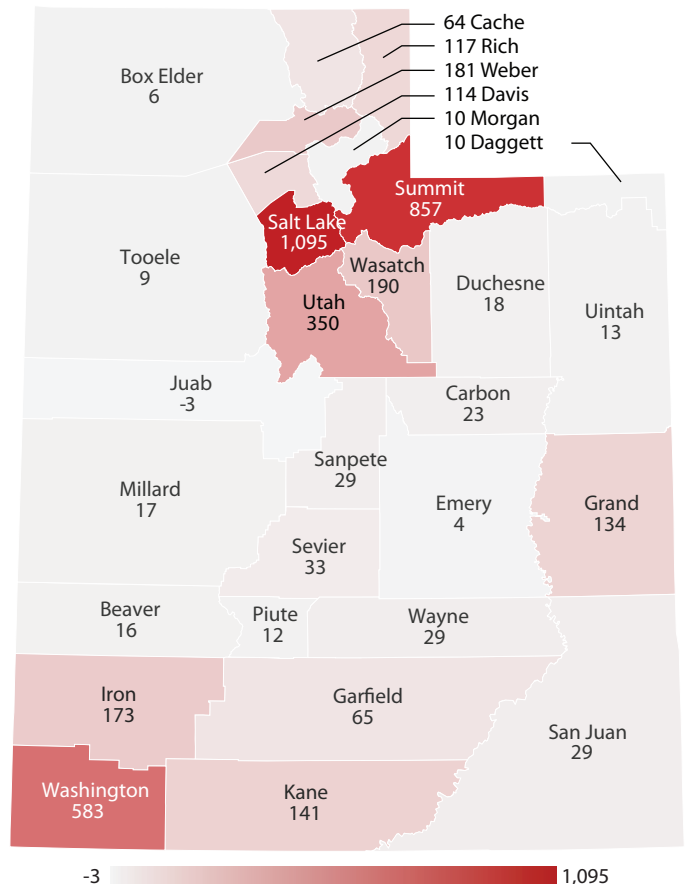 64 Cache
117 Rich
181 Weber
114 Davis
10 Morgan
10 Daggett
Box Elder
6
Summit
857
Salt Lake
1,095
Tooele
9
Wasatch
190
Duchesne
18
Uintah
13
Utah
350
Juab
-3
Carbon
23
Sanpete
29
Millard
17
Emery
4
Grand
134
Sevier
33
Beaver
16
Piute
12
Wayne
29
Iron
173
Garfield
65
San Juan
29
Washington
583
Kane
141
-3
1,095